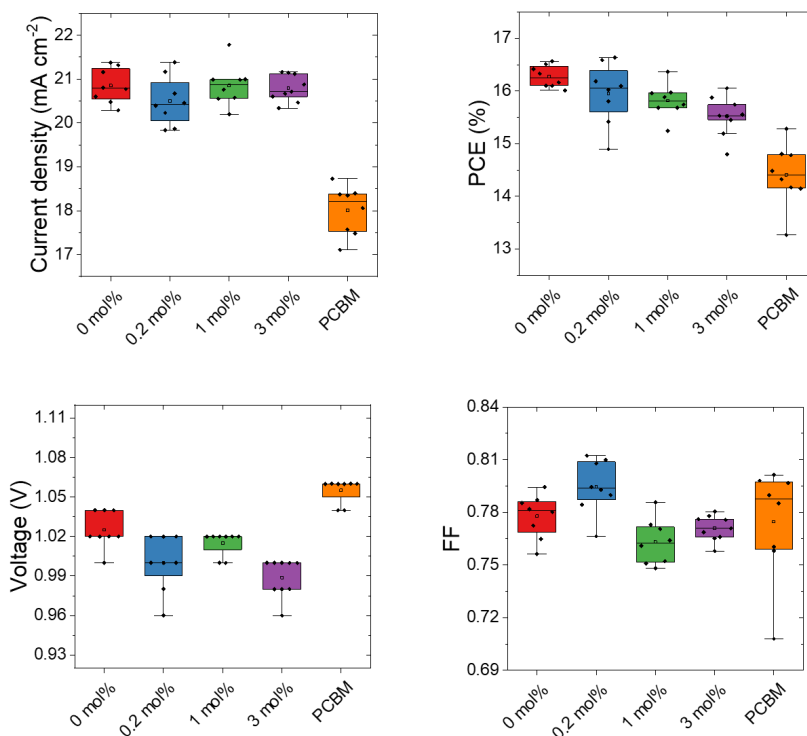 Current density (mA cm⁻²)
22
21
20
19
18
17
0 mol%
0.2 mol%
1 mol%
3 mol%
PCBM
PCE (%)
17
16
15
14
13
0 mol%
0.2 mol%
1 mol%
3 mol%
PCBM
Voltage (V)
1.11
1.08
1.05
1.02
0.99
0.96
0.93
0 mol%
0.2 mol%
1 mol%
3 mol%
PCBM
FF
0.84
0.81
0.78
0.75
0.72
0.69
0 mol%
0.2 mol%
1 mol%
3 mol%
PCBM